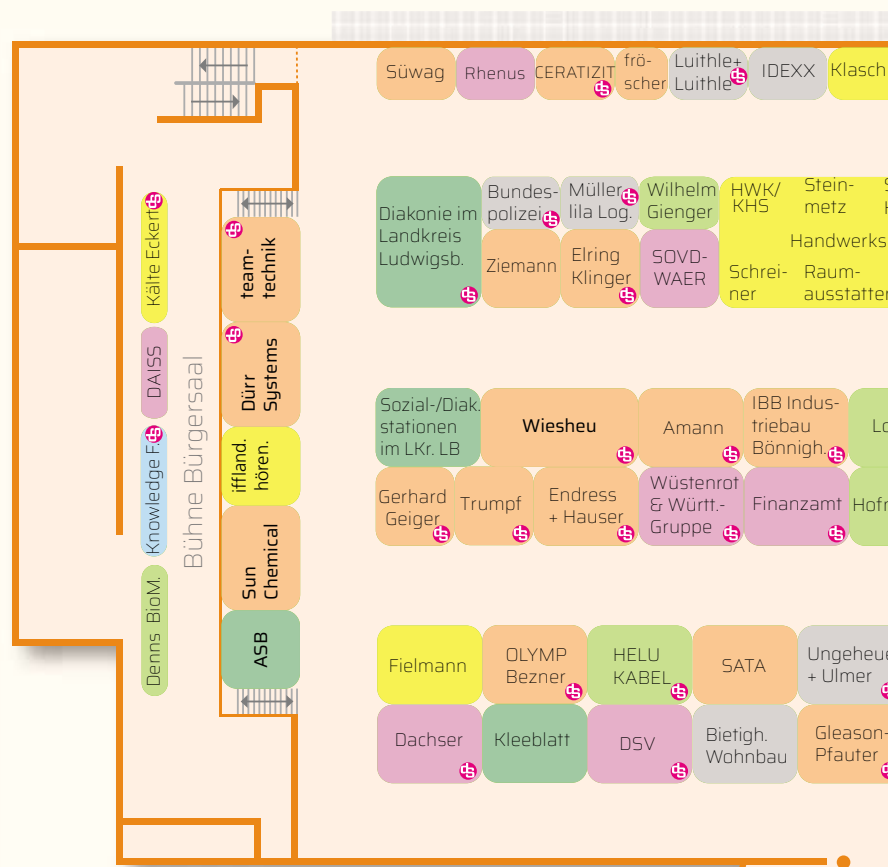 Süwag
Rhenus
CERATIZIT
frö-
scher
Luithle+
Luithle
IDEXX
Klasch
Diakonie im
Landkreis
Ludwigsb.
Bundes-
polizei
Müller
lila Log.
Wilhelm
Gienger
HWK/
KHS
Stein-
metz
Handwerks
Schrei-
ner
Raum-
ausstatter
Ziemann
Elring
Klinger
SOVD-
WAER
Kälte Eckert
DAISS
Knowledge F.
Denns BioM.
Bühne Bürgersaal
team-
technik
Dürr
Systems
iffland.
hören.
Sun
Chemical
ASB
Sozial-/Diak.
stationen
im LKr. LB
Wiesheu
Amann
IBB Indus-
triebau
Bönnigh.
Lo
Gerhard
Geiger
Trumpf
Endress
+ Hauser
Wüstenrot
& Württ.-
Gruppe
Finanzamt
Hofm
Fielmann
OLYMP
Bezner
HELU
KABEL
SATA
Ungeheue
+ Ulmer
Dachser
Kleeblatt
DSV
Bietigh.
Wohnbau
Gleason-
Pfauter